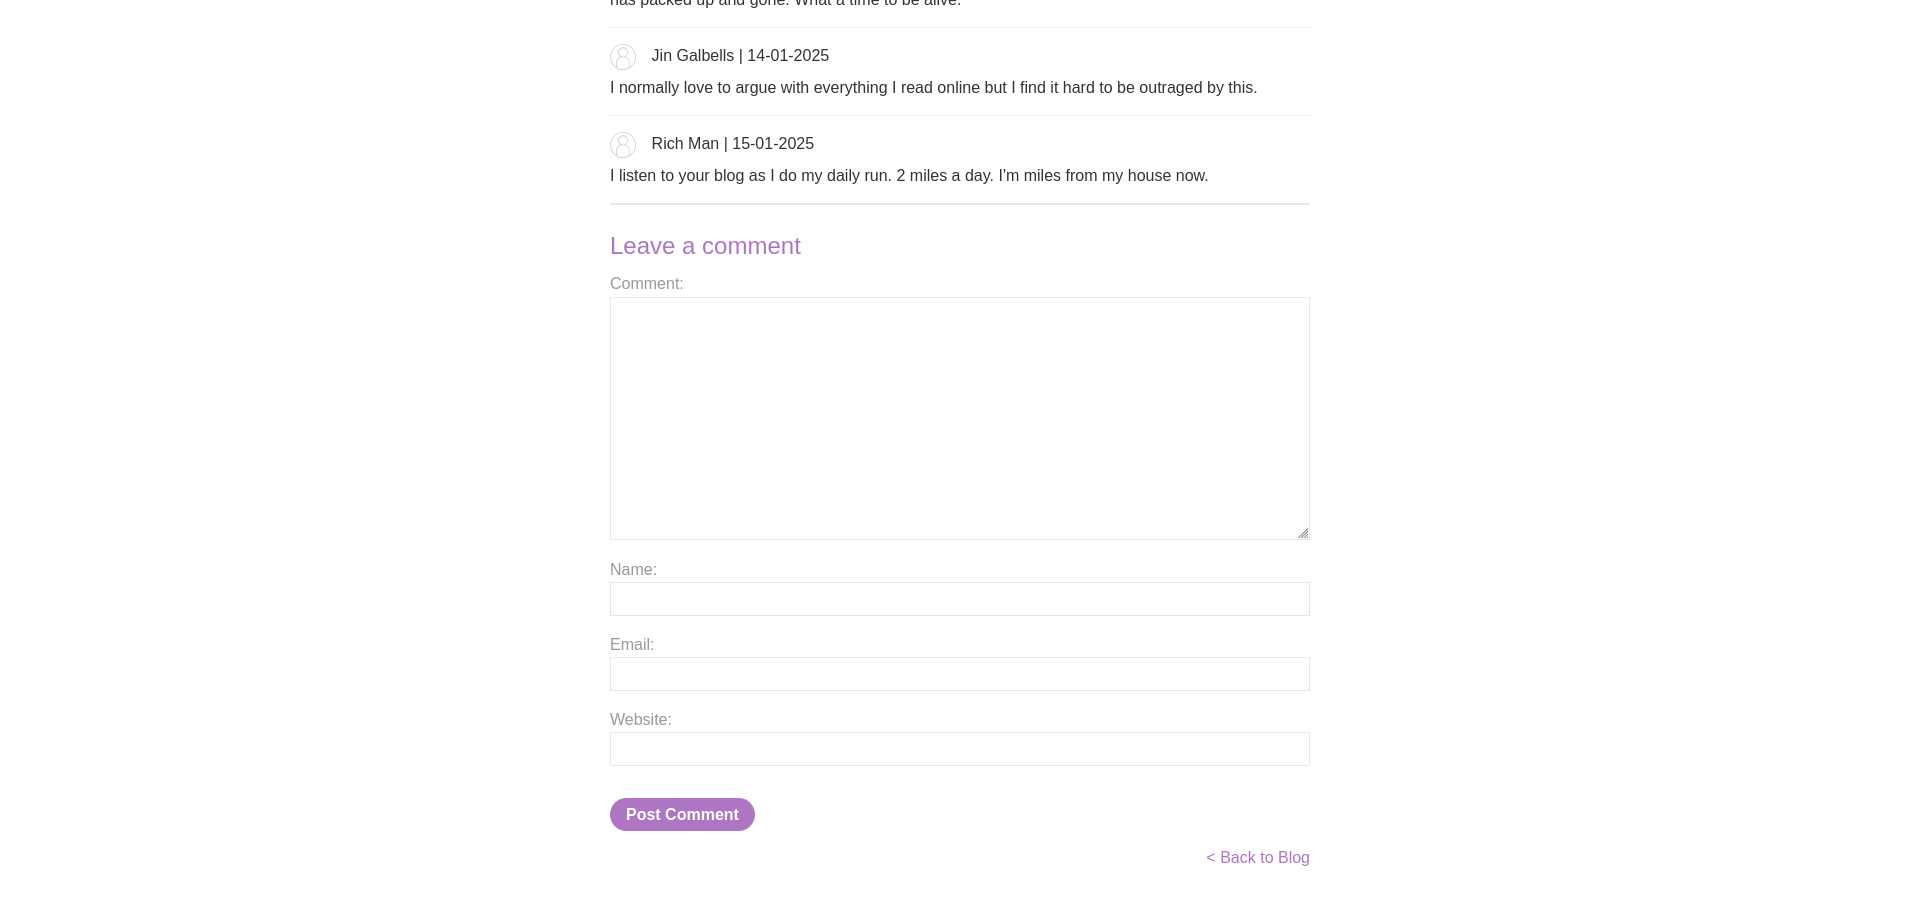 has packed up and gone. What a time to be alive.
Jin Galbells | 14-01-2025
I normally love to argue with everything I read online but I find it hard to be outraged by this.
Rich Man | 15-01-2025
I listen to your blog as I do my daily run. 2 miles a day. I'm miles from my house now.
Leave a comment
Comment:
Name:
Email:
Website:
Post Comment
< Back to Blog